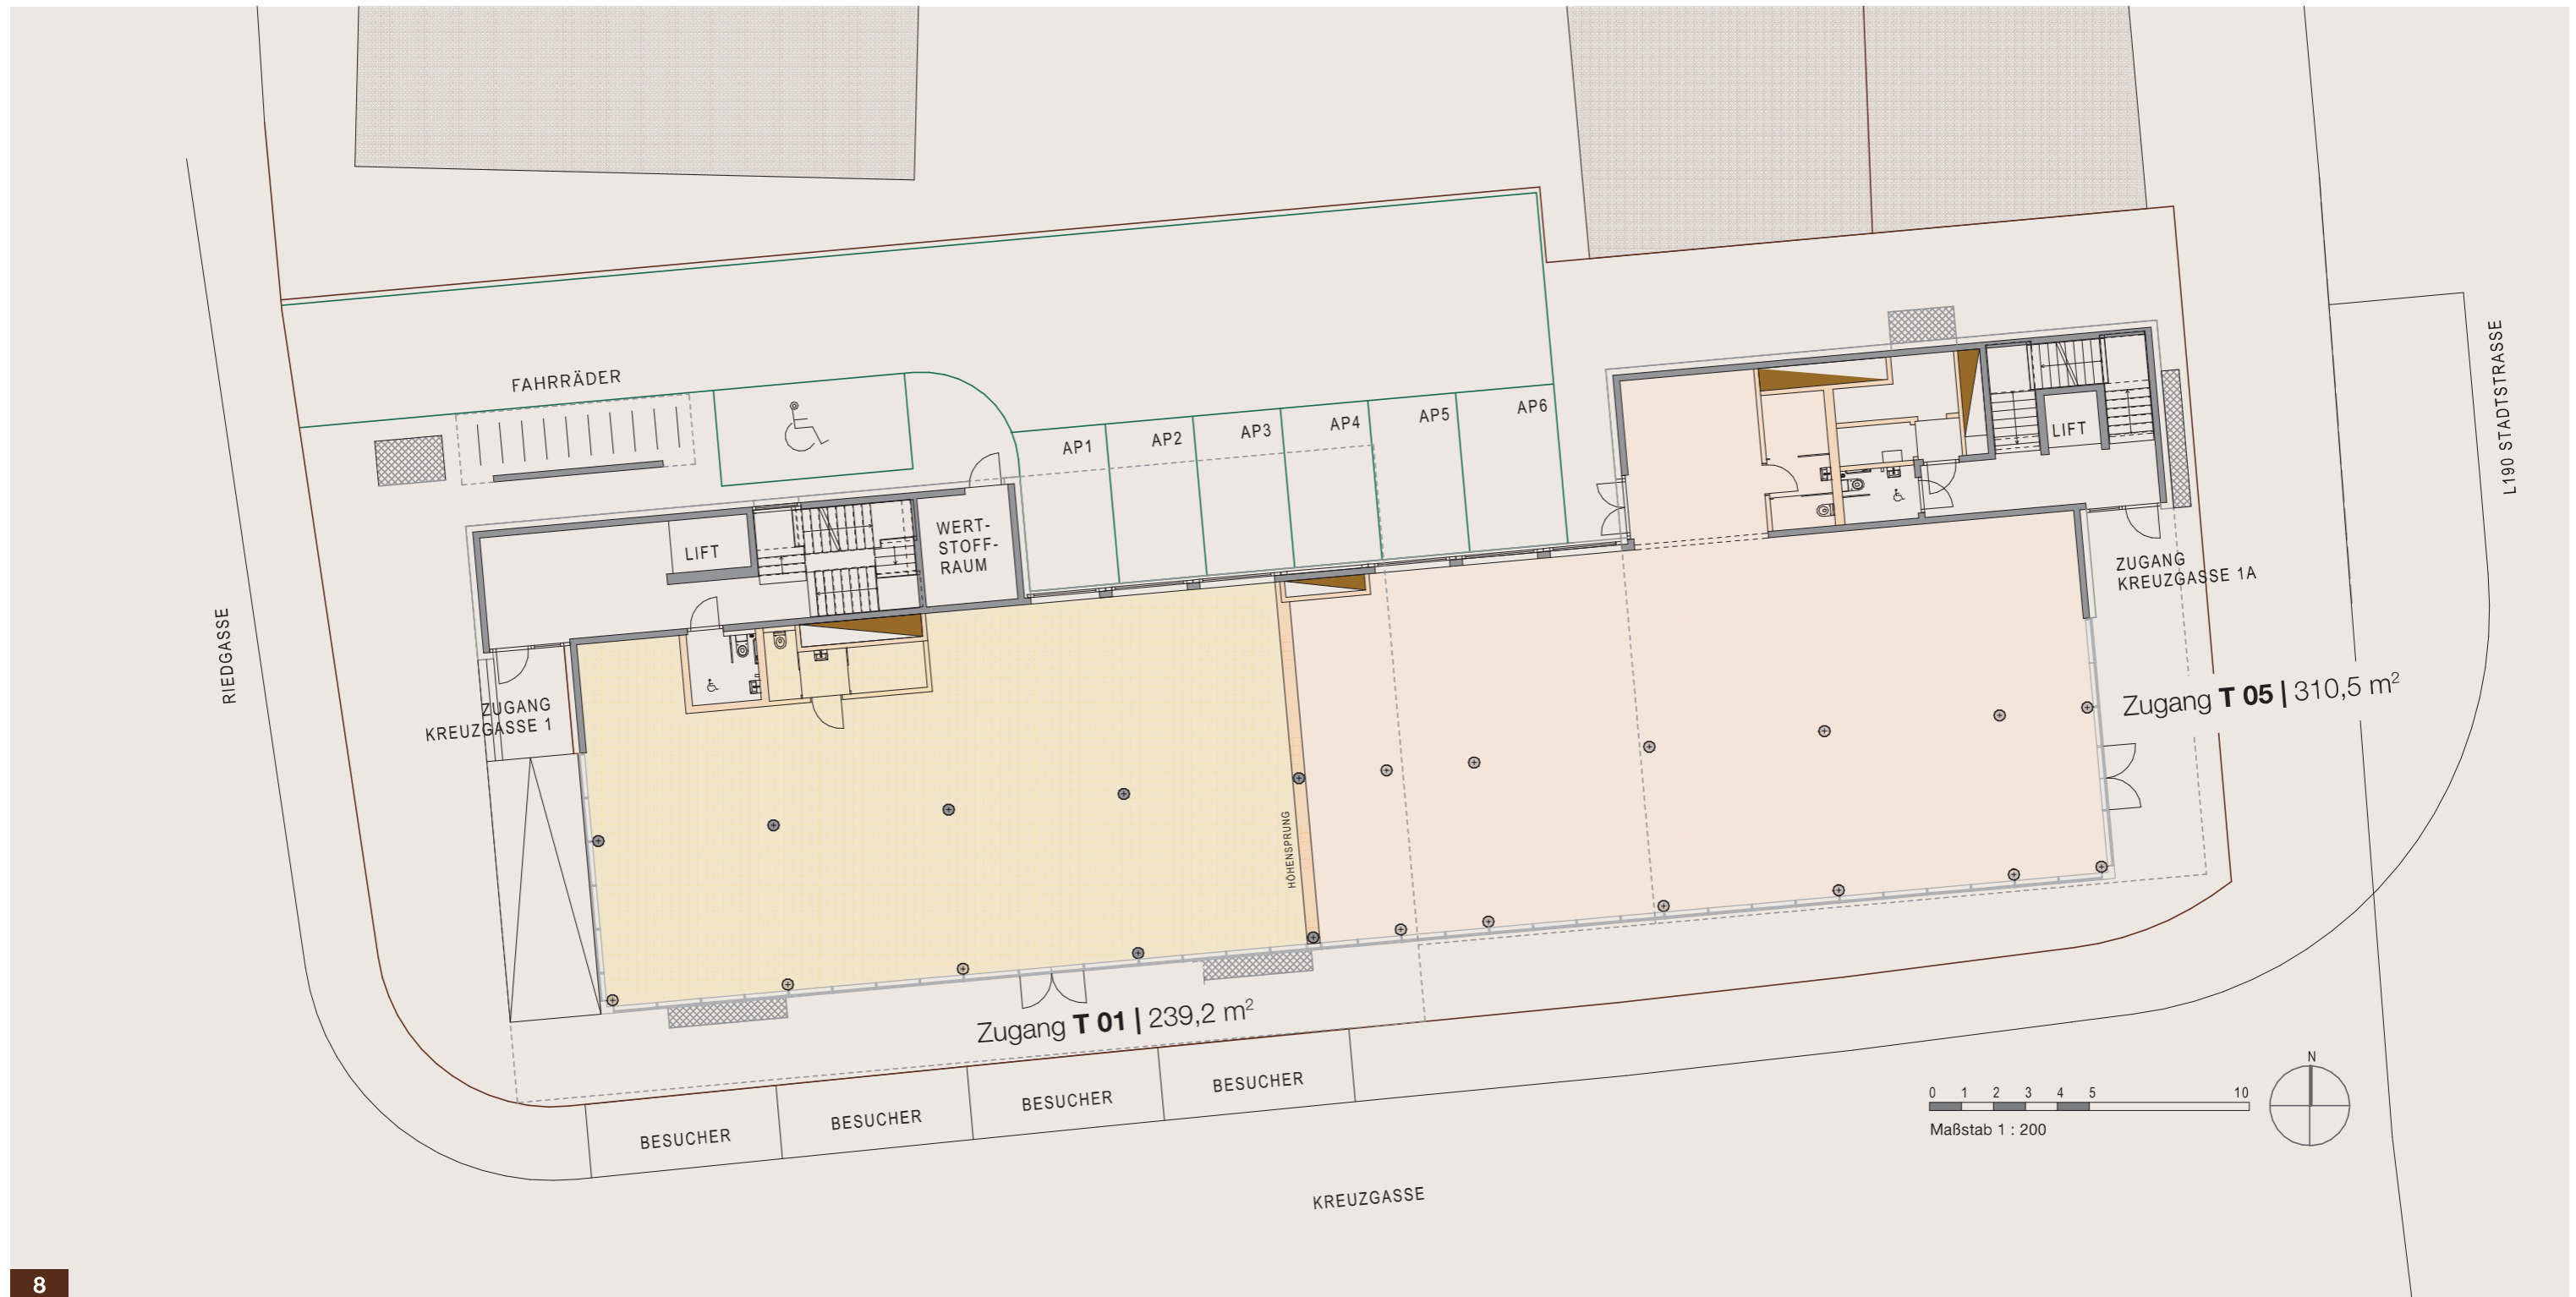 FAHRRÄDER
AP1
AP2
AP3
AP4
AP5
AP6
LIFT
WERT-
STOFF-
RAUM
LIFT
L190 STADTSTRASSE
RIEDGASSE
ZUGANG
KREUZGASSE 1
ZUGANG
KREUZGASSE 1A
Zugang T 05 | 310,5 m²
HÖHENSPRUNG
Zugang T 01 | 239,2 m²
BESUCHER
BESUCHER
BESUCHER
BESUCHER
KREUZGASSE
N
0 1 2 3 4 5 10
Maßstab 1 : 200
8